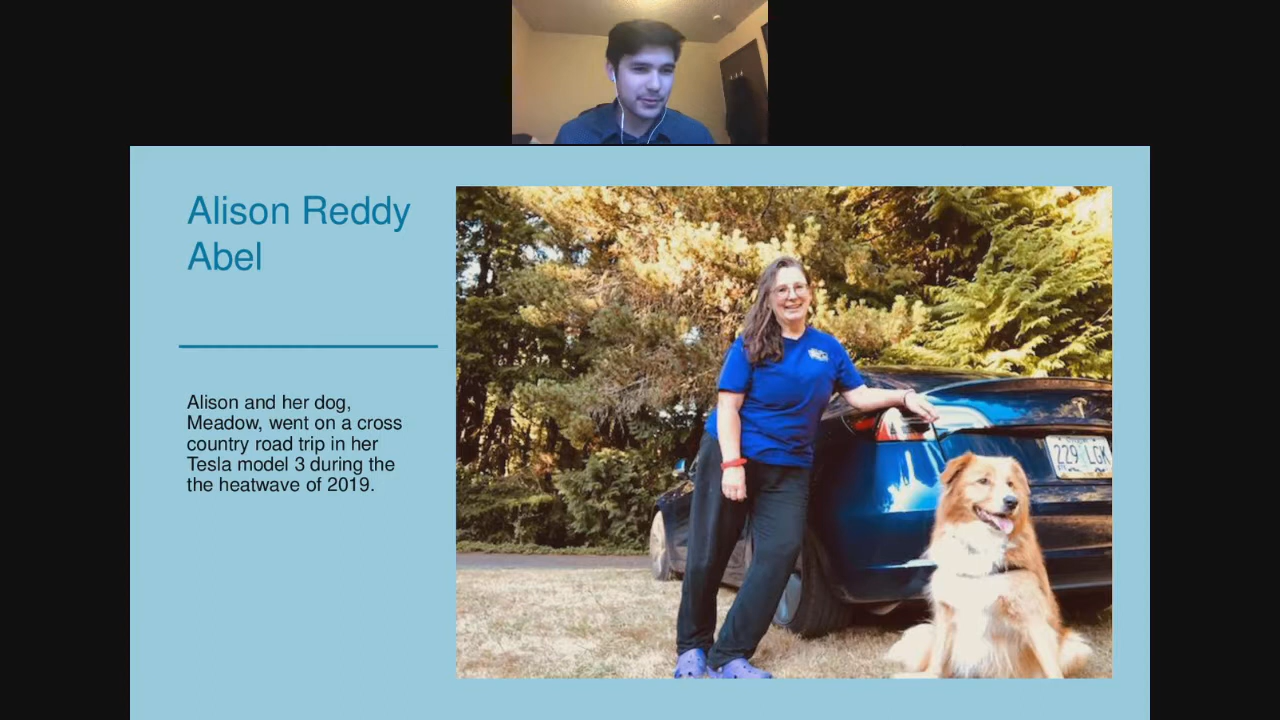 Alison Reddy
Abel
Alison and her dog,
Meadow, went on a cross
country road trip in her
Tesla model 3 during the
the heatwave of 2019.
229 LGK